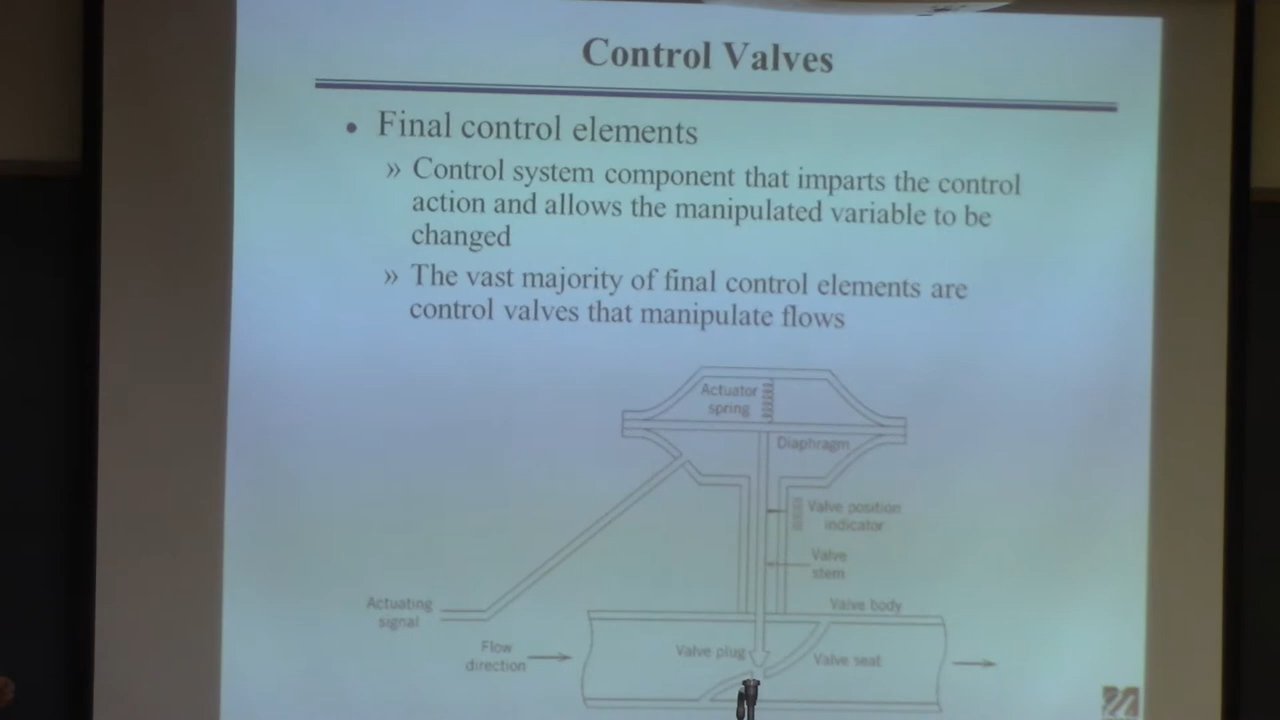 Control Valves
• Final control elements
» Control system component that imparts the control
action and allows the manipulated variable to be
changed
» The vast majority of final control elements are
control valves that manipulate flows
Actuator
spring
Diaphragm
Valve position
indicator
Valve
stem
Actuating
signal
Valve body
Flow
direction
Valve plug
Valve seat